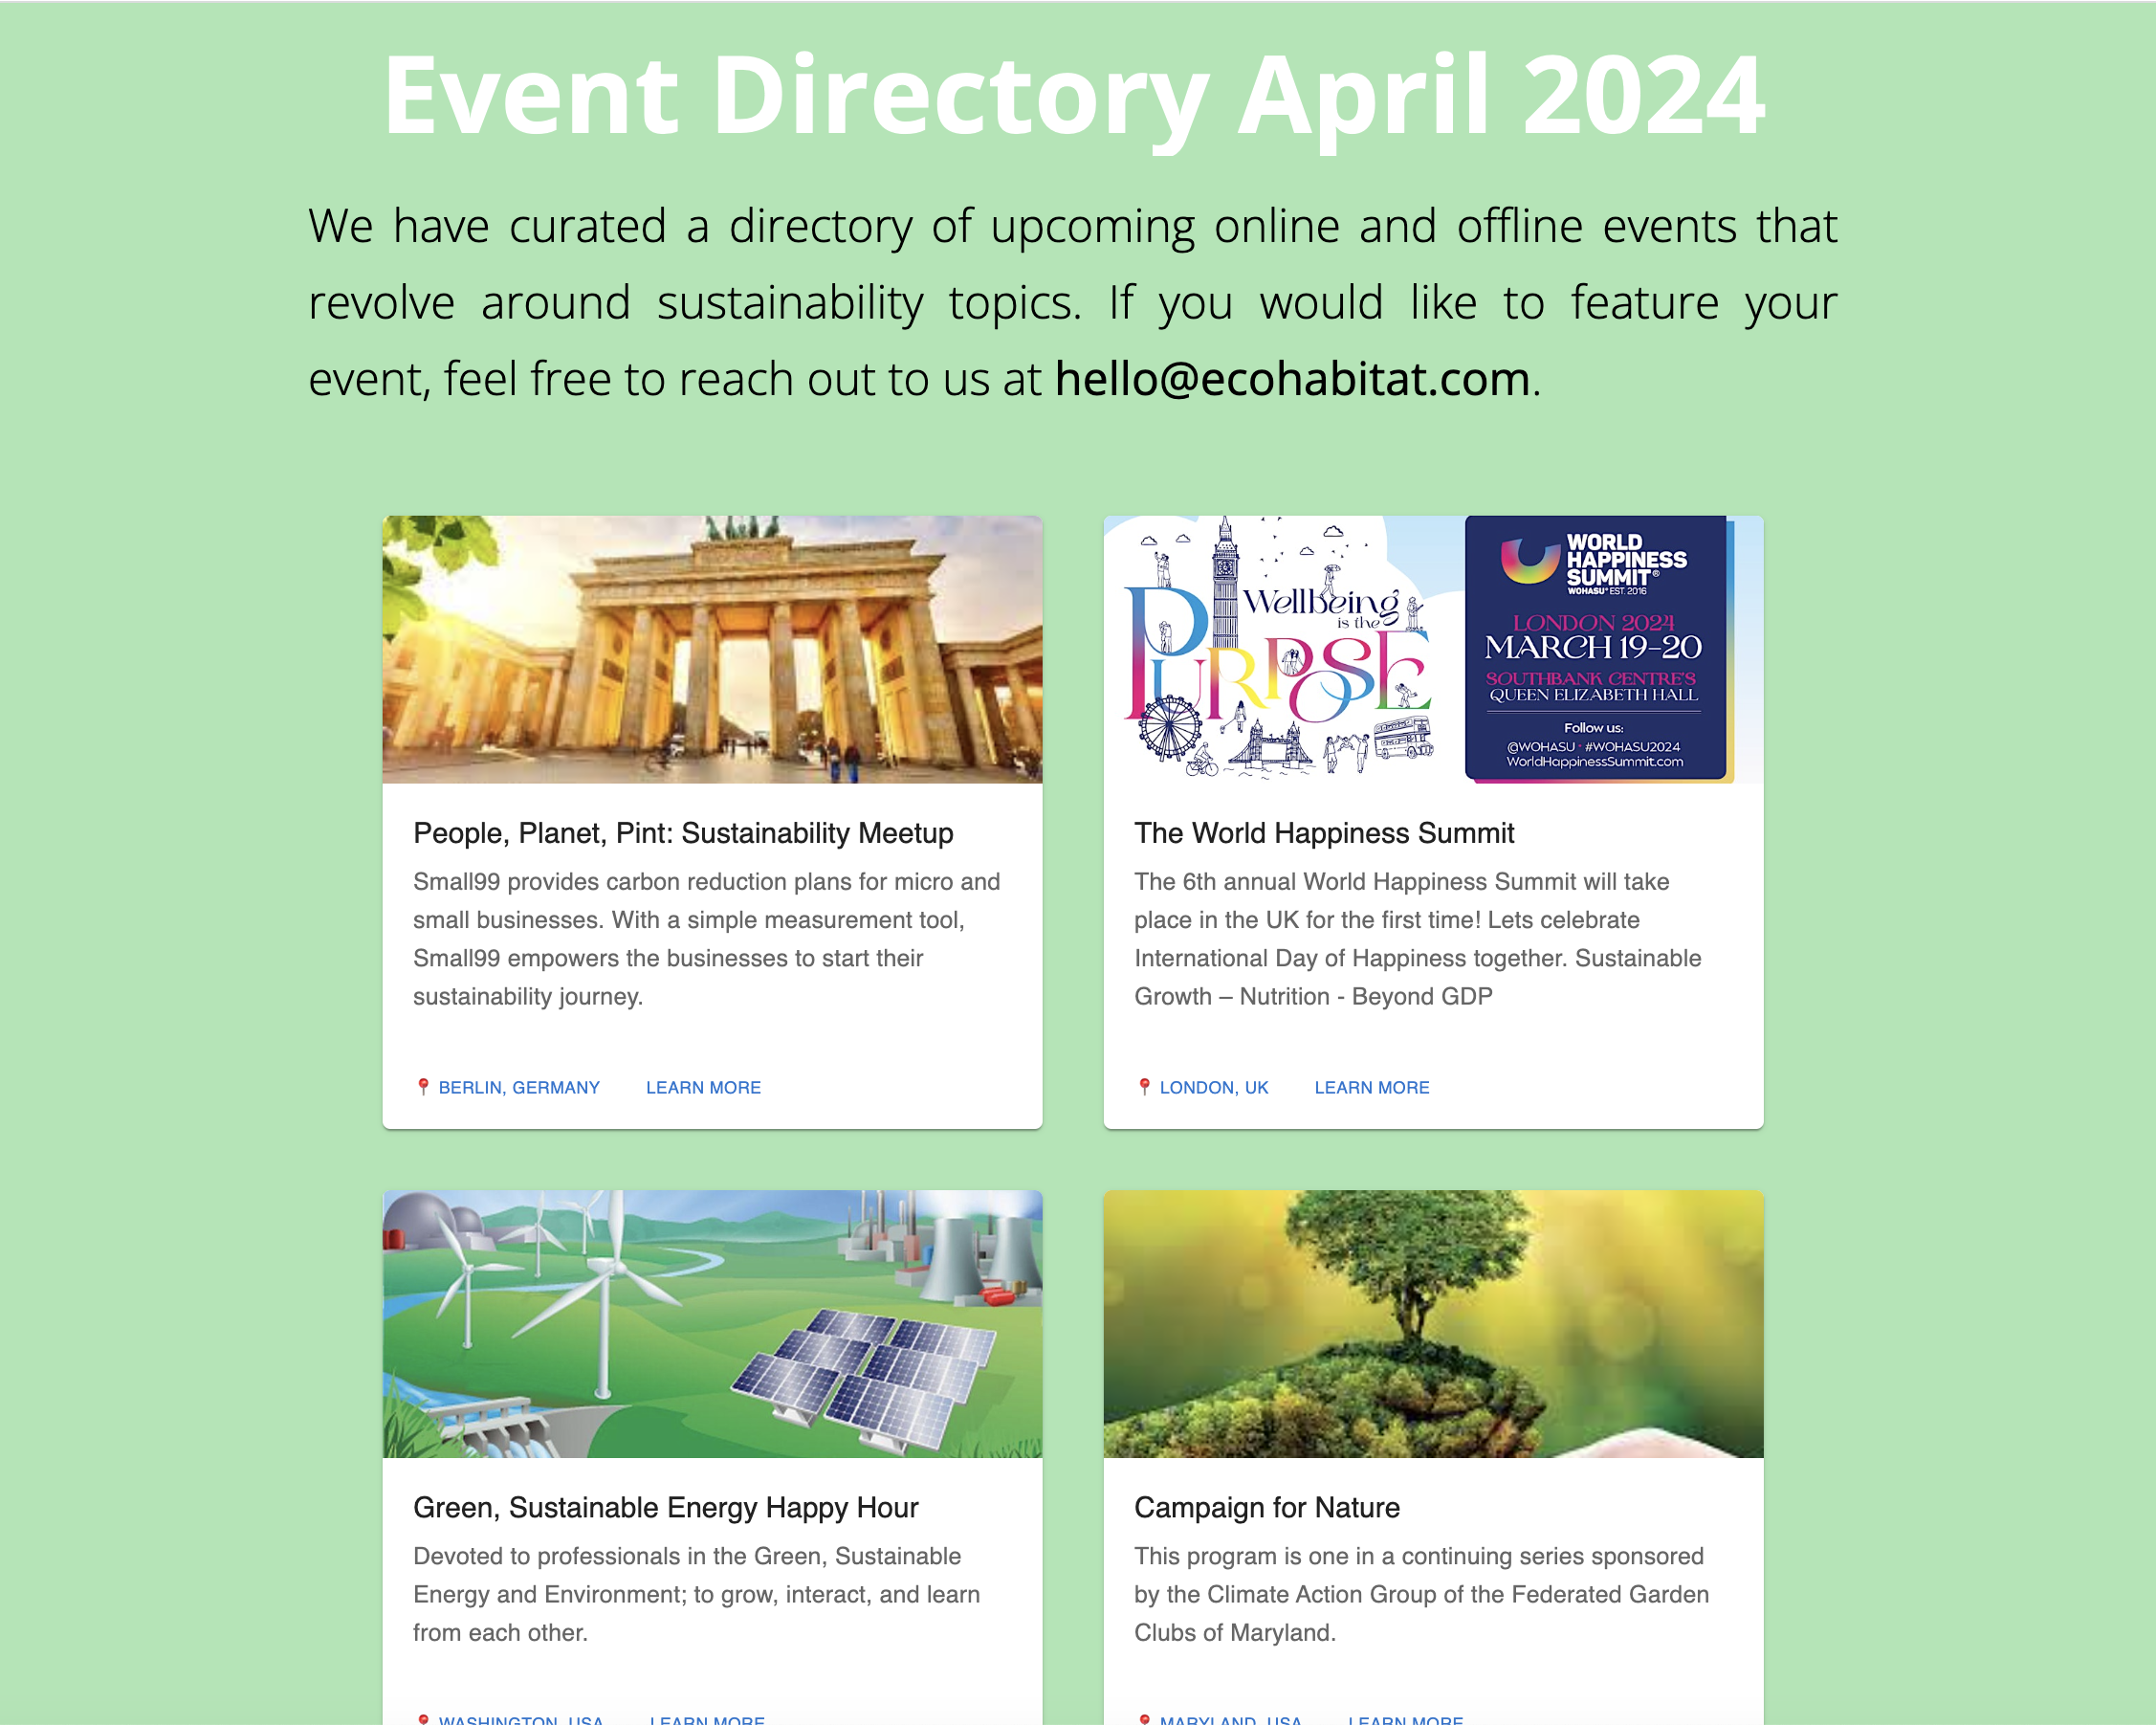 Event Directory April 2024
We have curated a directory of upcoming online and offline events that
revolve around sustainability topics. If you would like to feature your
event, feel free to reach out to us at hello@ecohabitat.com.
Wellbeing
is the
PURPOSE
WORLD
HAPPINESS
SUMMIT®
WOHASU® EST. 2016
LONDON 2024
MARCH 19-20
SOUTHBANK CENTRE'S
QUEEN ELIZABETH HALL
Follow us:
@WOHASU • #WOHASU2024
WorldHappinessSummit.com
People, Planet, Pint: Sustainability Meetup
Small99 provides carbon reduction plans for micro and
small businesses. With a simple measurement tool,
Small99 empowers the businesses to start their
sustainability journey.
📍 BERLIN, GERMANY LEARN MORE
The World Happiness Summit
The 6th annual World Happiness Summit will take
place in the UK for the first time! Lets celebrate
International Day of Happiness together. Sustainable
Growth – Nutrition - Beyond GDP
📍 LONDON, UK LEARN MORE
Green, Sustainable Energy Happy Hour
Devoted to professionals in the Green, Sustainable
Energy and Environment; to grow, interact, and learn
from each other.
📍 WASHINGTON, USA LEARN MORE
Campaign for Nature
This program is one in a continuing series sponsored
by the Climate Action Group of the Federated Garden
Clubs of Maryland.
📍 MARYLAND, USA LEARN MORE